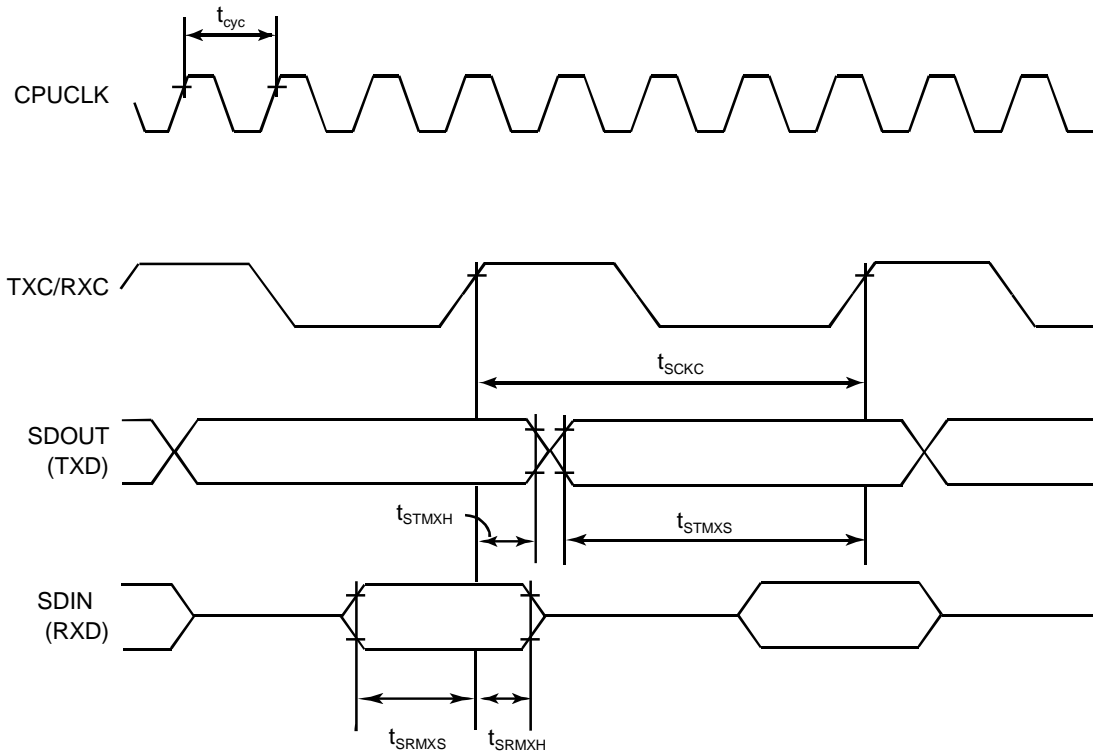 tcyc
CPUCLK
TXC/RXC
tSCKC
SDOUT
(TXD)
tSTMXH
tSTMXS
SDIN
(RXD)
tSRMXS
tSRMXH